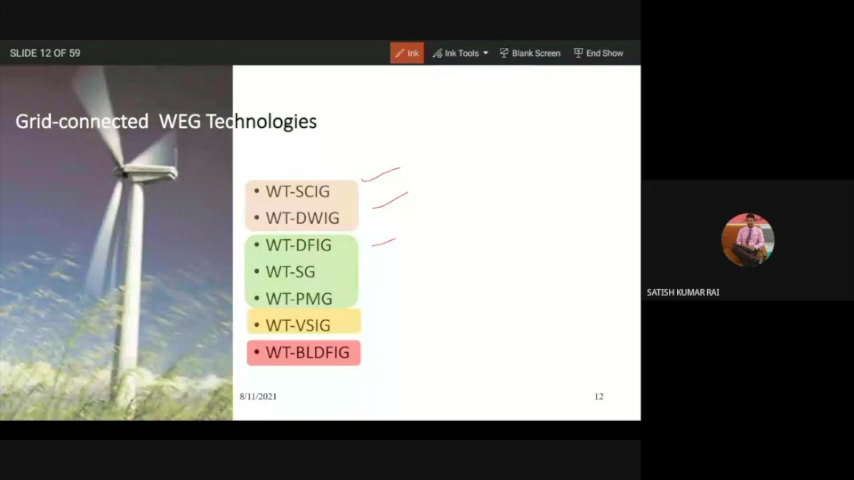 SLIDE 12 OF 59
Ink
Ink Tools
Blank Screen
End Show
Grid-connected WEG Technologies
• WT-SCIG
• WT-DWIG
• WT-DFIG
• WT-SG
• WT-PMG
• WT-VSIG
• WT-BLDFIG
8/11/2021
12
SATISH KUMAR RAI